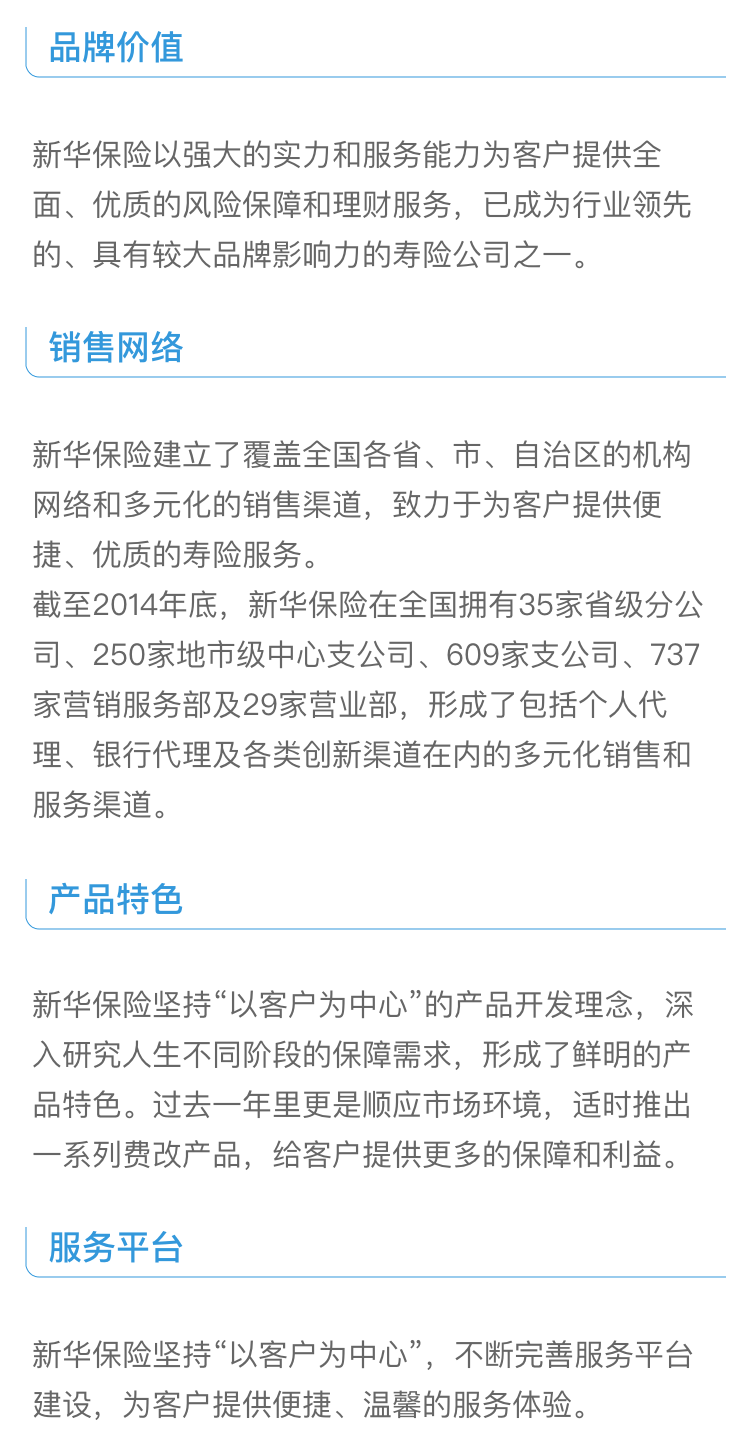 品牌价值
新华保险以强大的实力和服务能力为客户提供全
面、优质的风险保障和理财服务，已成为行业领先
的、具有较大品牌影响力的寿险公司之一。
销售网络
新华保险建立了覆盖全国各省、市、自治区的机构
网络和多元化的销售渠道，致力于为客户提供便
捷、优质的寿险服务。
截至2014年底，新华保险在全国拥有35家省级分公
司、250家地市级中心支公司、609家支公司、737
家营销服务部及29家营业部，形成了包括个人代
理、银行代理及各类创新渠道在内的多元化销售和
服务渠道。
产品特色
新华保险坚持“以客户为中心”的产品开发理念，深
入研究人生不同阶段的保障需求，形成了鲜明的产
品特色。过去一年里更是顺应市场环境，适时推出
一系列费改产品，给客户提供更多的保障和利益。
服务平台
新华保险坚持“以客户为中心”，不断完善服务平台
建设，为客户提供便捷、温馨的服务体验。